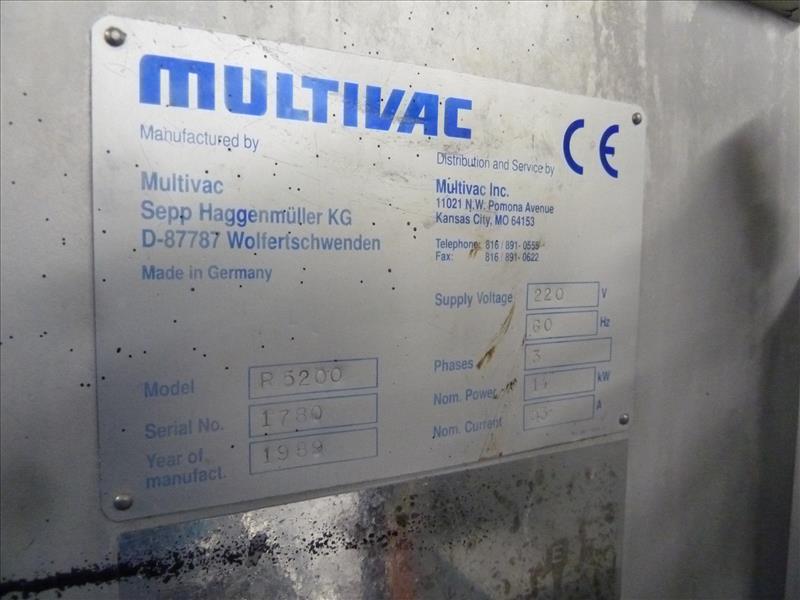 MULTIVAC
CE
Manufactured by
Multivac
Sepp Haggenmüller KG
D-87787 Wolfertschwenden
Made in Germany
Distribution and Service by
Multivac Inc.
11021 N.W. Pomona Avenue
Kansas City, MO 64153
Telephone: 816 / 891-0555
Fax: 816 / 891-0622
Supply Voltage 220 V
60 Hz
Phases 3
Nom. Power kW
Nom. Current A
Model R 5200
Serial No. 1780
Year of
manufact. 1989